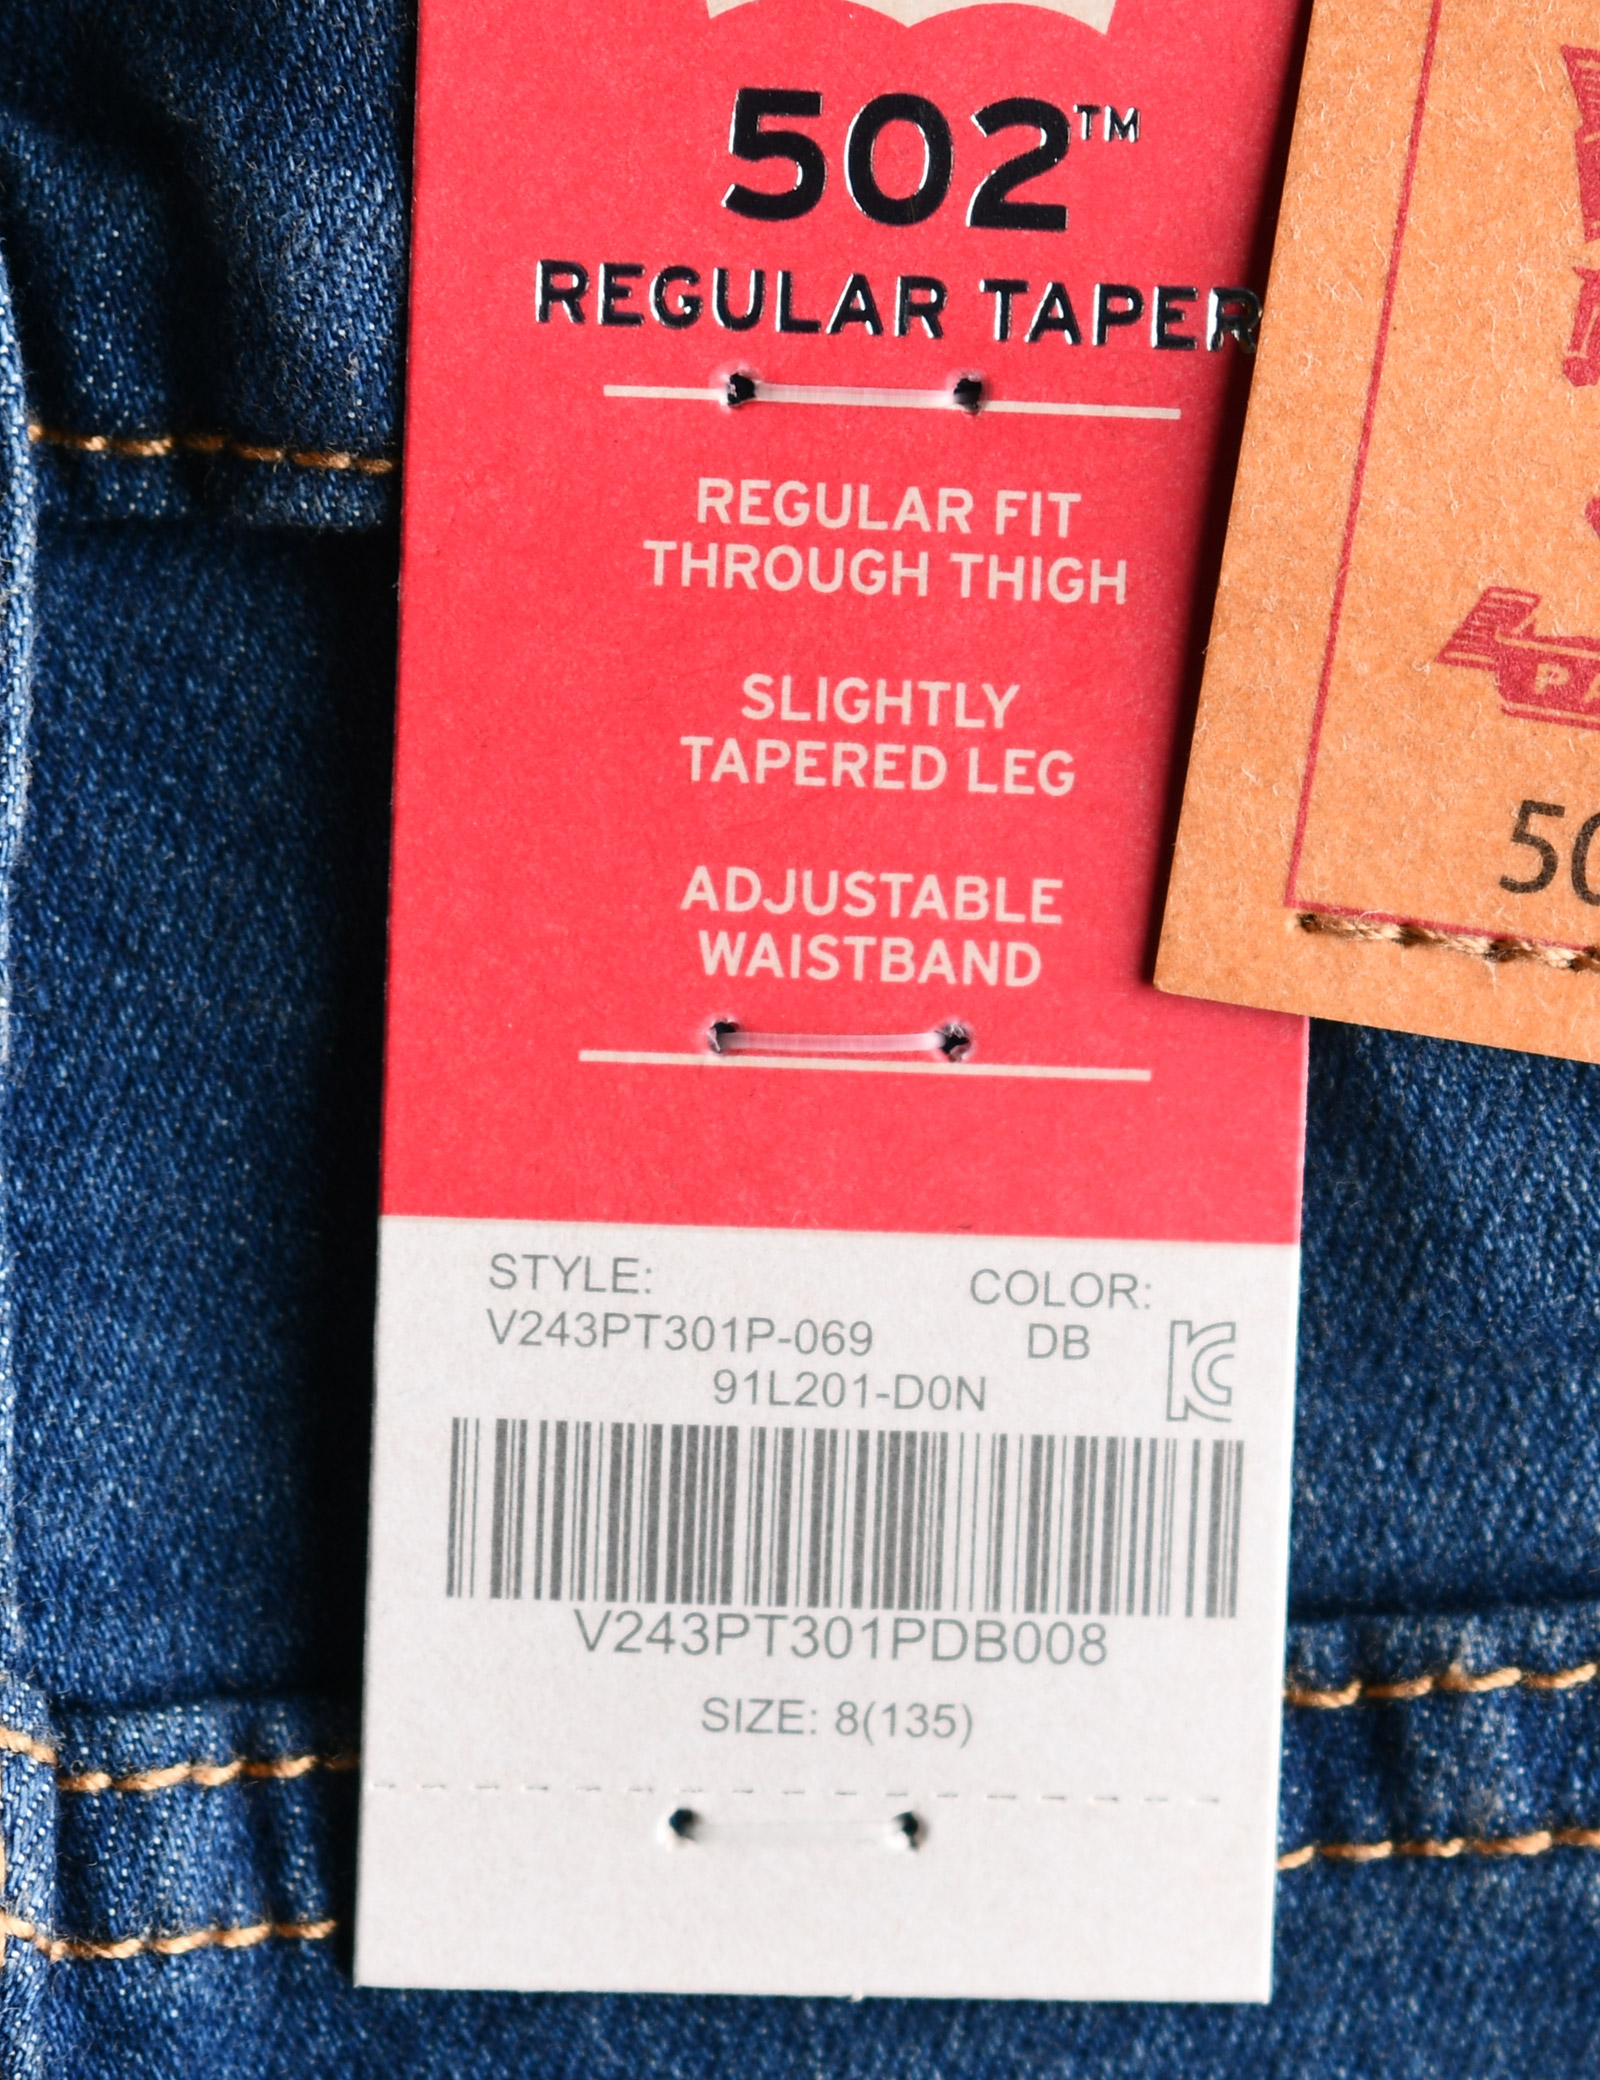 502™
REGULAR TAPER
REGULAR FIT
THROUGH THIGH
SLIGHTLY
TAPERED LEG
ADJUSTABLE
WAISTBAND
STYLE:
COLOR:
V243PT301P-069
DB
91L201-D0N
V243PT301PDB008
SIZE: 8(135)